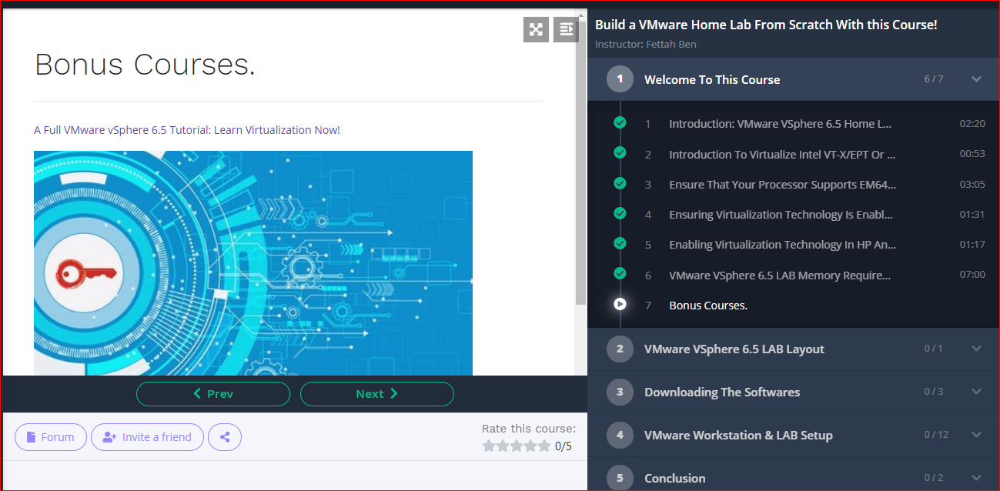 Bonus Courses.
A Full VMware vSphere 6.5 Tutorial: Learn Virtualization Now!
Prev
Next
Forum
Invite a friend
Rate this course:
0/5
Build a VMware Home Lab From Scratch With this Course!
Instructor: Fettah Ben
1 Welcome To This Course 6 / 7
1 Introduction: VMware VSphere 6.5 Home L... 02:20
2 Introduction To Virtualize Intel VT-X/EPT Or ... 00:53
3 Ensure That Your Processor Supports EM64... 03:05
4 Ensuring Virtualization Technology Is Enabl... 01:31
5 Enabling Virtualization Technology In HP An... 01:17
6 VMware VSphere 6.5 LAB Memory Require... 07:00
7 Bonus Courses.
2 VMware VSphere 6.5 LAB Layout 0 / 1
3 Downloading The Softwares 0 / 3
4 VMware Workstation & LAB Setup 0 / 12
5 Conclusion 0 / 2